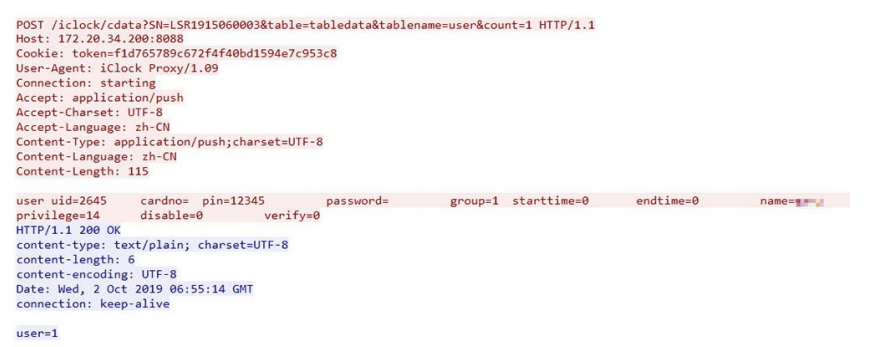 POST /iclock/cdata?SN=LSR1915060003&table=tabledata&tablename=user&count=1 HTTP/1.1
Host: 172.20.34.200:8088
Cookie: token=f1d765789c672f4f40bd1594e7c953c8
User-Agent: iClock Proxy/1.09
Connection: starting
Accept: application/push
Accept-Charset: UTF-8
Accept-Language: zh-CN
Content-Type: application/push;charset=UTF-8
Content-Language: zh-CN
Content-Length: 115

user uid=2645 cardno= pin=12345 password= group=1 starttime=0 endtime=0 name=
privilege=14 disable=0 verify=0
HTTP/1.1 200 OK
content-type: text/plain; charset=UTF-8
content-length: 6
content-encoding: UTF-8
Date: Wed, 2 Oct 2019 06:55:14 GMT
connection: keep-alive

user=1